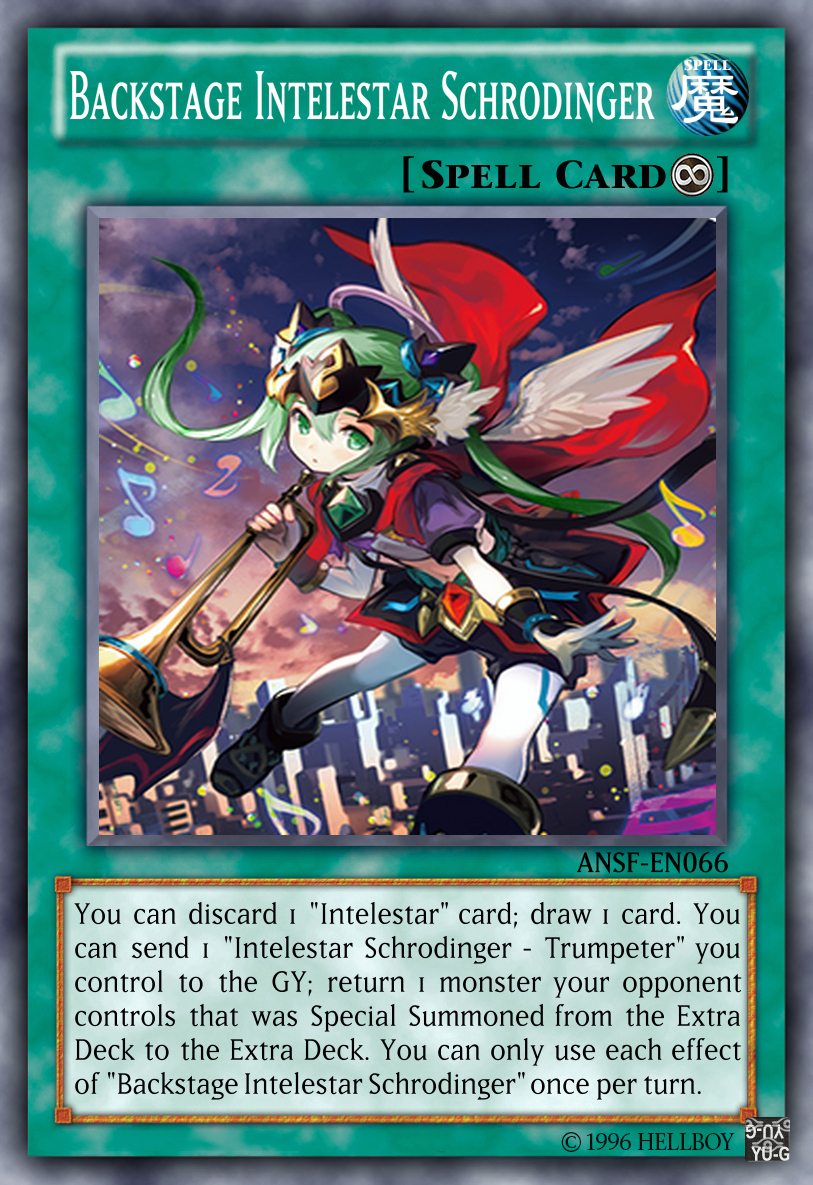 BACKSTAGE INTELESTAR SCHRODINGER
SPELL
魔
[SPELL CARD∞]
ANSF-EN066
You can discard 1 "Intelestar" card; draw 1 card. You
can send 1 "Intelestar Schrodinger - Trumpeter" you
control to the GY; return 1 monster your opponent
controls that was Special Summoned from the Extra
Deck to the Extra Deck. You can only use each effect
of "Backstage Intelestar Schrodinger" once per turn.
© 1996 HELLBOY
YU-G
YU-G